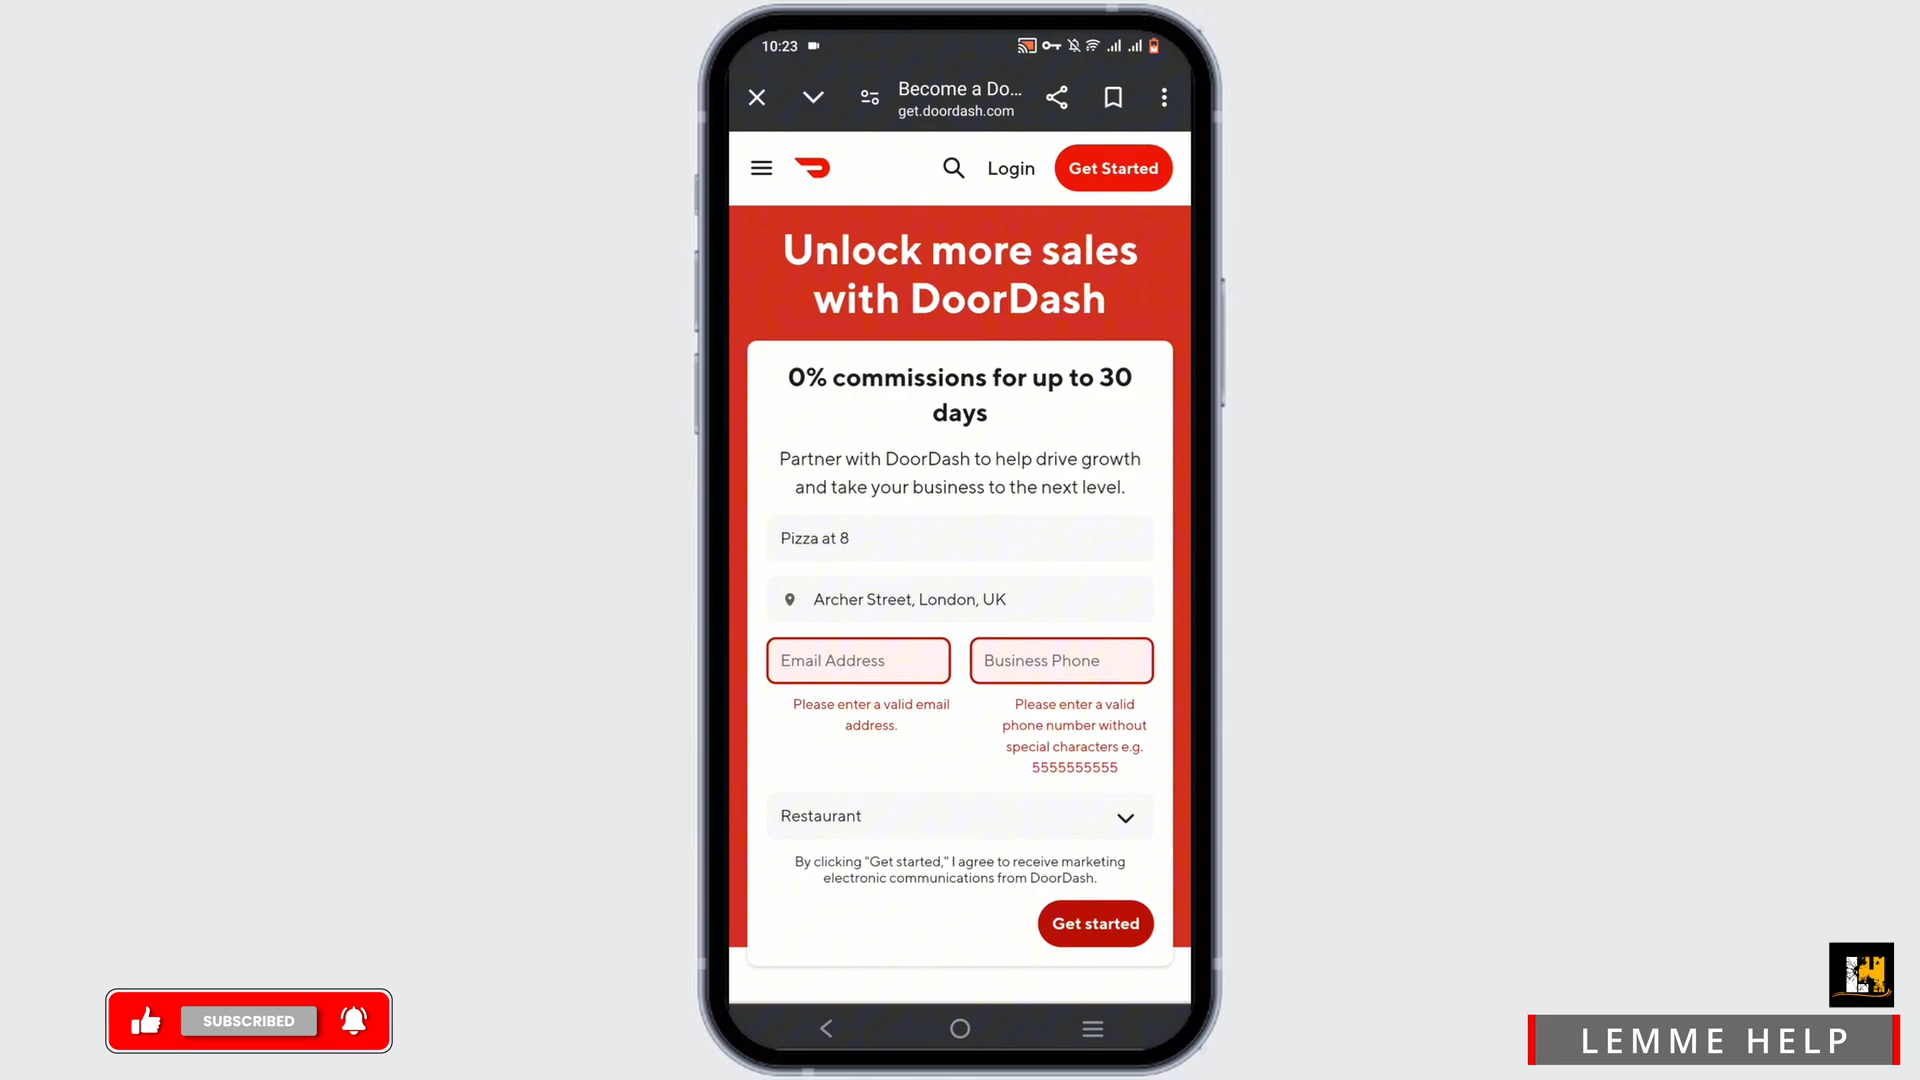 10:23
Become a Do...
get.doordash.com
Login
Get Started
Unlock more sales
with DoorDash
0% commissions for up to 30
days
Partner with DoorDash to help drive growth
and take your business to the next level.
Pizza at 8
Archer Street, London, UK
Email Address
Business Phone
Please enter a valid email
address.
Please enter a valid
phone number without
special characters e.g.
5555555555
Restaurant
By clicking "Get started," I agree to receive marketing
electronic communications from DoorDash.
Get started
SUBSCRIBED
LEMME HELP